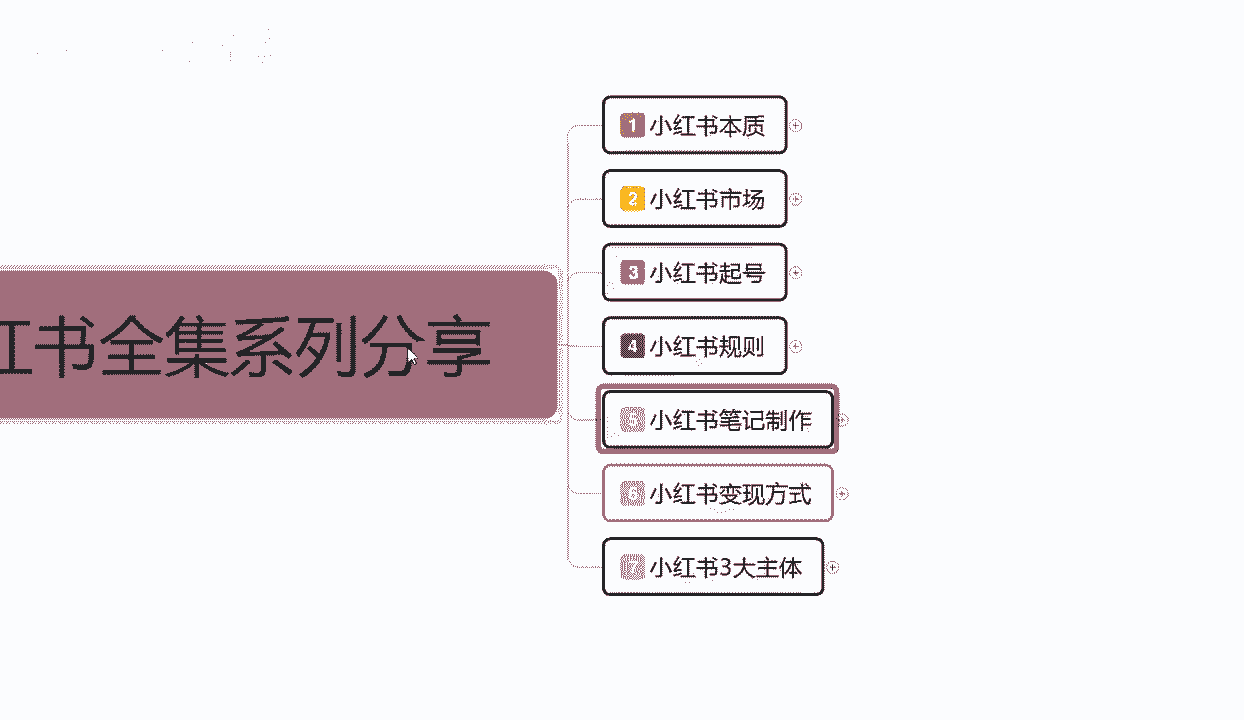 红书全集系列分享
1 小红书本质
2 小红书市场
3 小红书起号
4 小红书规则
5 小红书笔记制作
6 小红书变现方式
7 小红书3大主体